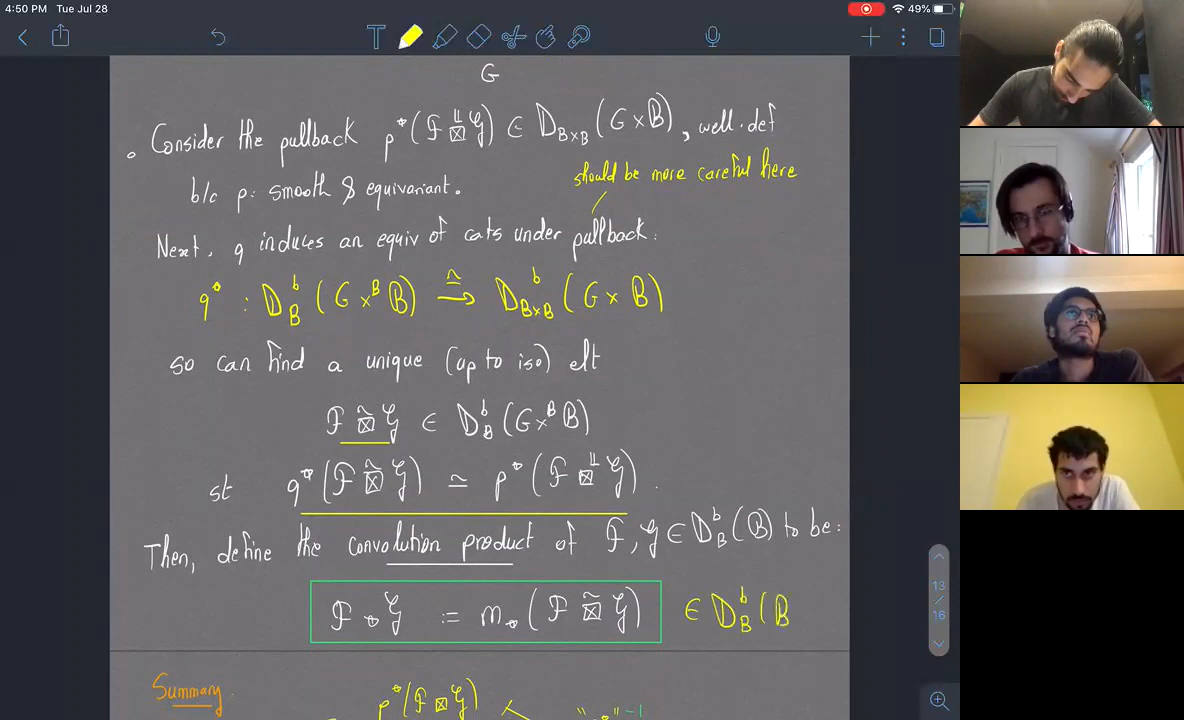 4:50 PM Tue Jul 28
49%
G
Consider the pullback p*(F ⊠ᴸ G) ∈ D_{B×B}(G × B), well-def
b/c p: smooth & equivariant.
should be more careful here
Next, q induces an equiv of cats under pullback:
q* : D^b_B (G ×^B B) ≅→ D^b_{B×B} (G × B)
so can find a unique (up to iso) elt
F ⊠̃ G ∈ D^b_B (G ×^B B)
st q*(F ⊠̃ G) ≃ p*(F ⊠ᴸ G).
Then, define the convolution product of F, G ∈ D^b_B (B) to be:
F * G := m_*(F ⊠̃ G) ∈ D^b_B (B
13
/
16
Summary
p*(F ⊠ G)